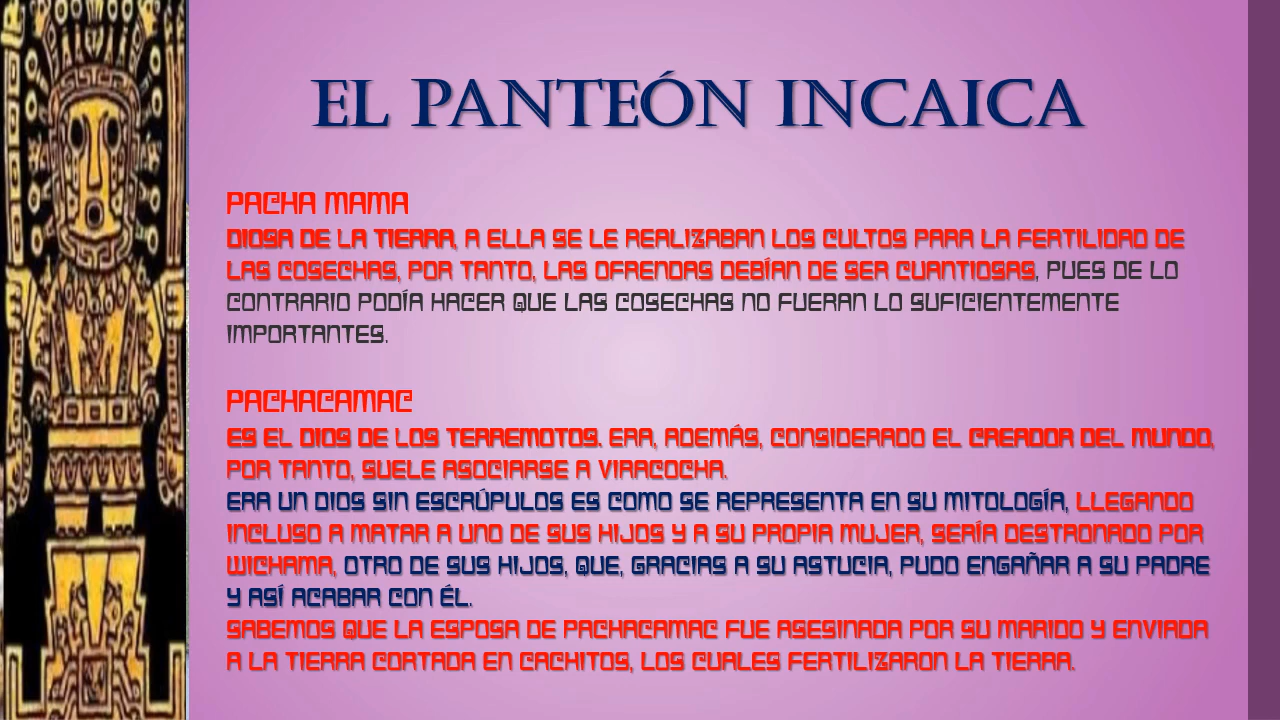 EL PANTEÓN INCAICA
PACHA MAMA
DIOSA DE LA TIERRA, A ELLA SE LE REALIZABAN LOS CULTOS PARA LA FERTILIDAD DE
LAS COSECHAS, POR TANTO, LAS OFRENDAS DEBÍAN DE SER CUANTIOSAS, PUES DE LO
CONTRARIO PODÍA HACER QUE LAS COSECHAS NO FUERAN LO SUFICIENTEMENTE
IMPORTANTES.
PACHACAMAC
ES EL DIOS DE LOS TERREMOTOS. ERA, ADEMÁS, CONSIDERADO EL CREADOR DEL MUNDO,
POR TANTO, SUELE ASOCIARSE A VIRACOCHA.
ERA UN DIOS SIN ESCRÚPULOS ES COMO SE REPRESENTA EN SU MITOLOGÍA, LLEGANDO
INCLUSO A MATAR A UNO DE SUS HIJOS Y A SU PROPIA MUJER, SERÍA DESTRONADO POR
WICHAMA, OTRO DE SUS HIJOS, QUE, GRACIAS A SU ASTUCIA, PUDO ENGAÑAR A SU PADRE
Y ASÍ ACABAR CON ÉL.
SABEMOS QUE LA ESPOSA DE PACHACAMAC FUE ASESINADA POR SU MARIDO Y ENVIADA
A LA TIERRA CORTADA EN CACHITOS, LOS CUALES FERTILIZARON LA TIERRA.